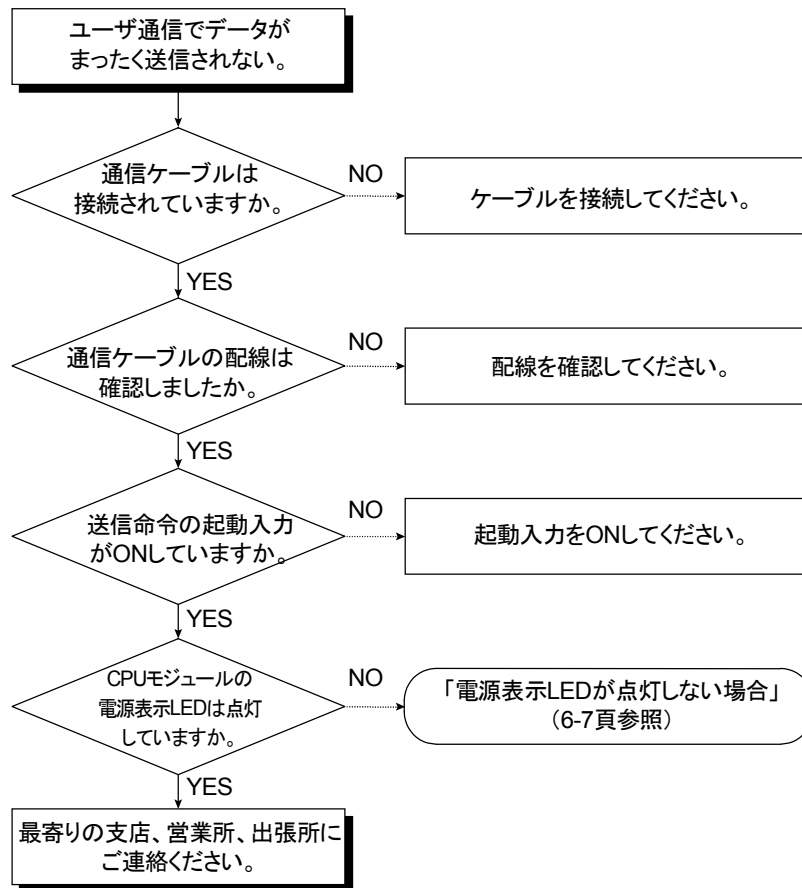 ユーザ通信でデータが
まったく送信されない。
通信ケーブルは
接続されていますか。
NO
ケーブルを接続してください。
YES
通信ケーブルの配線は
確認しましたか。
NO
配線を確認してください。
YES
送信命令の起動入力
がONしていますか。
NO
起動入力をONしてください。
YES
CPUモジュールの
電源表示LEDは点灯
していますか。
NO
「電源表示LEDが点灯しない場合」
（6-7頁参照）
YES
最寄りの支店、営業所、出張所に
ご連絡ください。